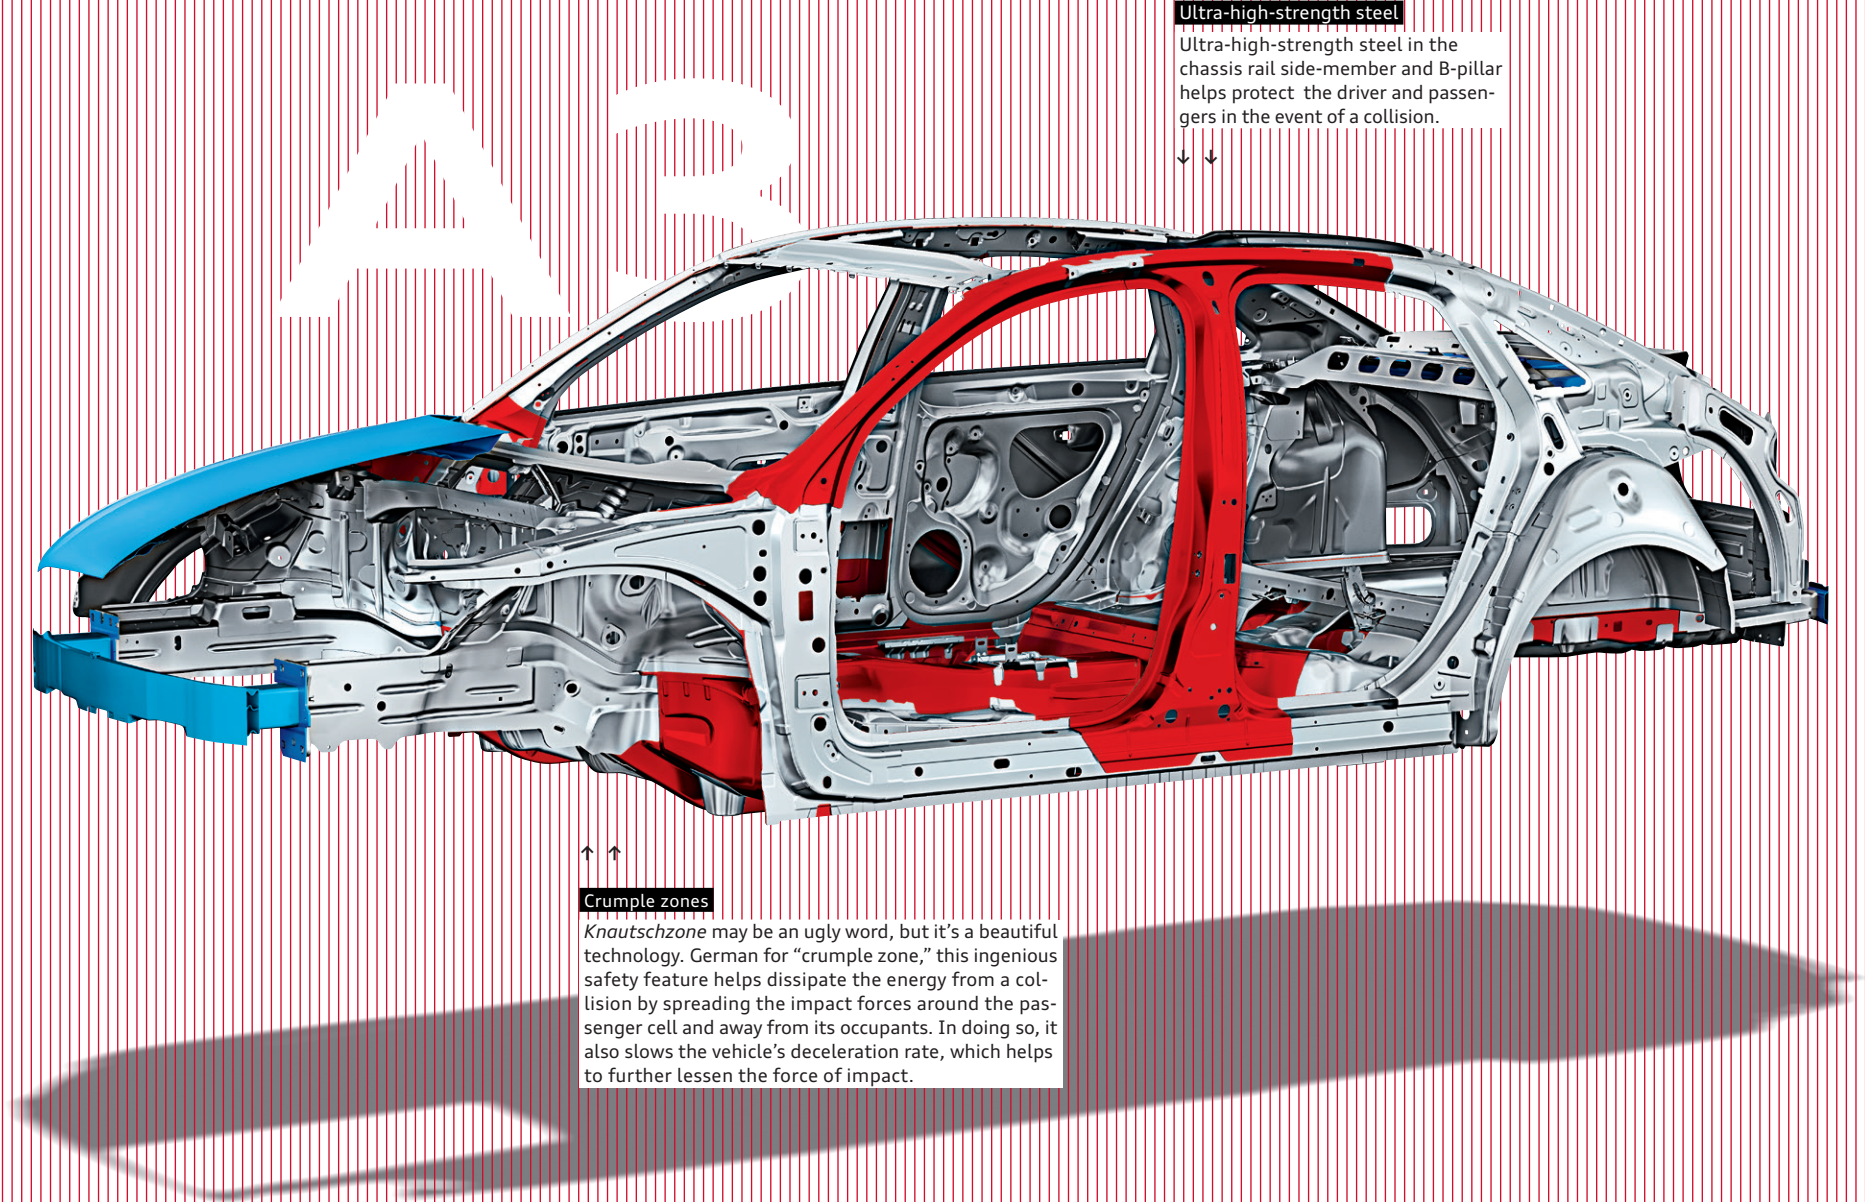 Ultra-high-strength steel
Ultra-high-strength steel in the
chassis rail side-member and B-pillar
helps protect the driver and passen-
gers in the event of a collision.
↓ ↓
A3
↑ ↑
Crumple zones
Knautschzone may be an ugly word, but it’s a beautiful
technology. German for “crumple zone,” this ingenious
safety feature helps dissipate the energy from a col-
lision by spreading the impact forces around the pas-
senger cell and away from its occupants. In doing so, it
also slows the vehicle’s deceleration rate, which helps
to further lessen the force of impact.